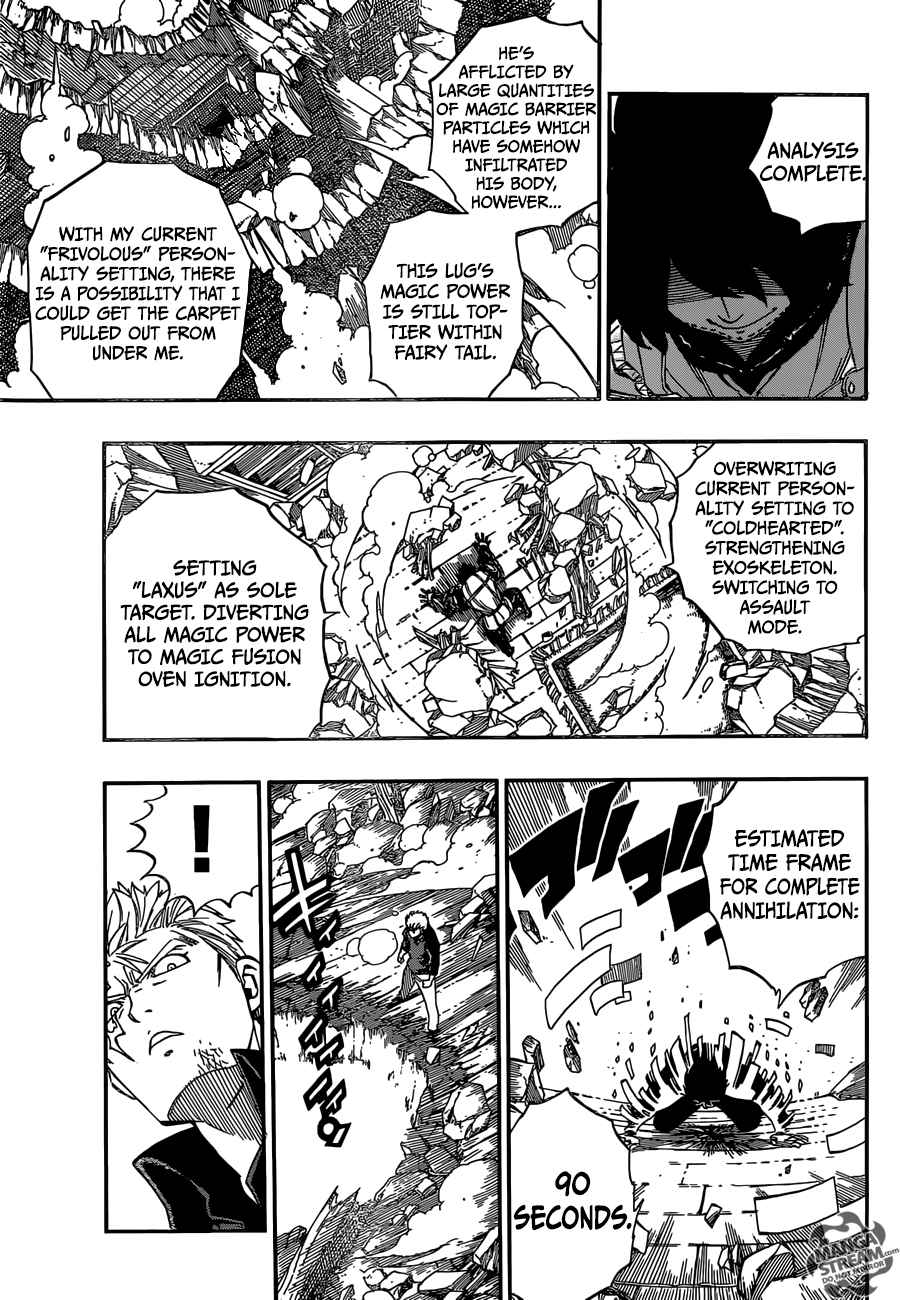 ANALYSIS
COMPLETE.
HE'S
AFFLICTED BY
LARGE QUANTITIES
OF MAGIC BARRIER
PARTICLES WHICH
HAVE SOMEHOW
INFILTRATED
HIS BODY,
HOWEVER...
THIS LUG'S
MAGIC POWER
IS STILL TOP-
TIER WITHIN
FAIRY TAIL.
WITH MY CURRENT
"FRIVOLOUS" PERSON-
ALITY SETTING, THERE
IS A POSSIBILITY THAT I
COULD GET THE CARPET
PULLED OUT FROM
UNDER ME.
OVERWRITING
CURRENT PERSON-
ALITY SETTING TO
"COLDHEARTED".
STRENGTHENING
EXOSKELETON.
SWITCHING TO
ASSAULT
MODE.
SETTING
"LAXUS" AS SOLE
TARGET. DIVERTING
ALL MAGIC POWER
TO MAGIC FUSION
OVEN IGNITION.
ESTIMATED
TIME FRAME
FOR COMPLETE
ANNIHILATION:
90
SECONDS.
!
MANGA
STREAM.com
DO NOT MIRROR